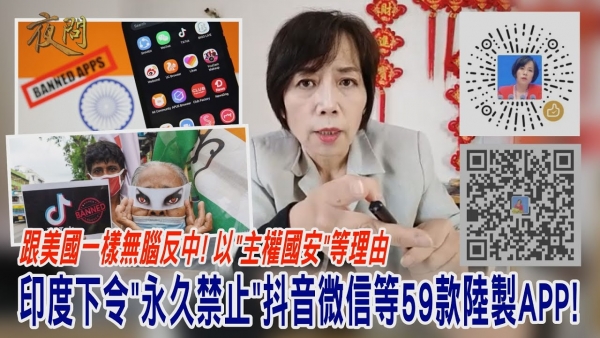 夜問
BANNED APPS
BANNED
跟美國一樣無腦反中! 以"主權國安"等理由
印度下令"永久禁止"抖音微信等59款陸製APP!